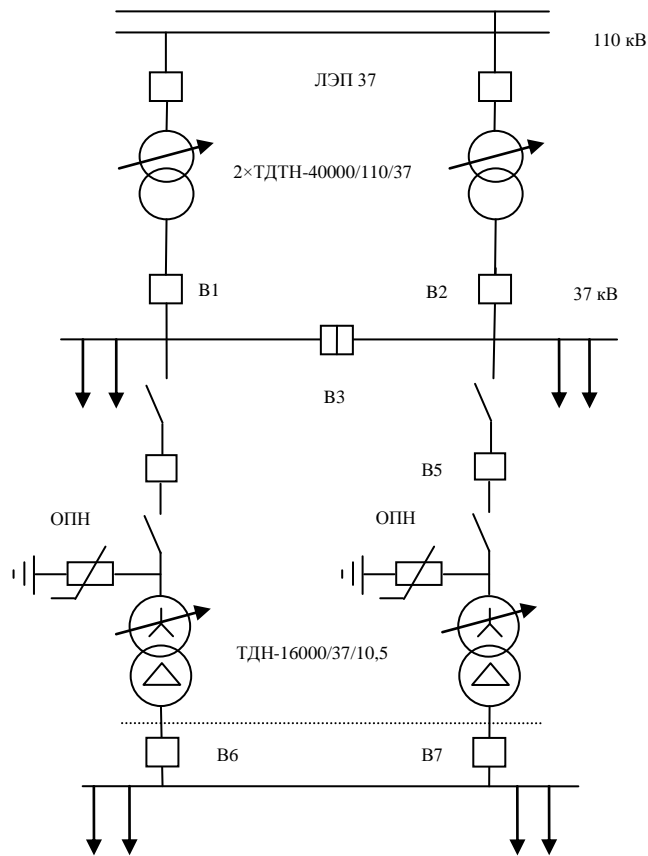 110 кВ
ЛЭП 37
2×ТДТН-40000/110/37
В1
В2
37 кВ
В3
В5
ОПН
ОПН
ТДН-16000/37/10,5
В6
В7